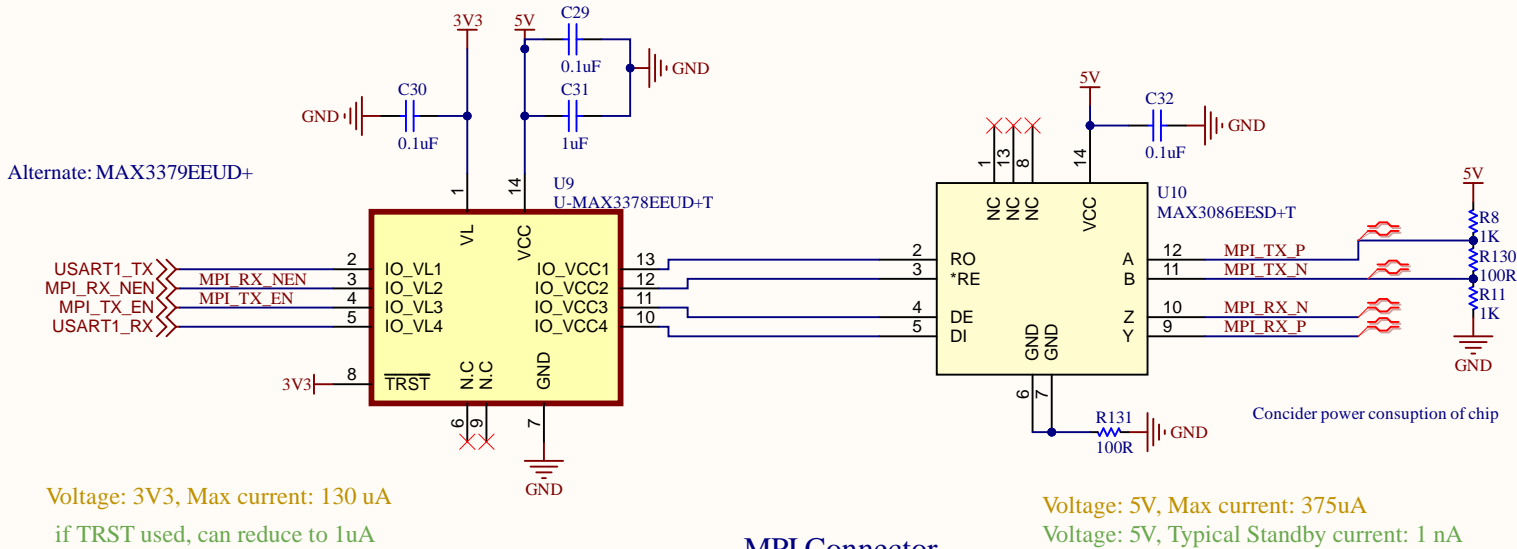 3V3
5V
C29
0.1uF
GND
C30
GND
0.1uF
C31
1uF
5V
C32
GND
0.1uF
Alternate: MAX3379EEUD+
1
14
U9
U-MAX3378EEUD+T
1
13
8
14
NC
NC
NC
VCC
U10
MAX3086EESD+T
5V
R8
1K
R130
100R
R11
1K
GND
VL
VCC
USART1_TX
2
IO_VL1
IO_VCC1
13
2
RO
A
12
MPI_TX_P
MPI_RX_NEN
MPI_RX_NEN
3
IO_VL2
IO_VCC2
12
3
*RE
B
11
MPI_TX_N
MPI_TX_EN
MPI_TX_EN
4
IO_VL3
IO_VCC3
11
4
DE
Z
10
MPI_RX_N
USART1_RX
5
IO_VL4
IO_VCC4
10
5
DI
Y
9
MPI_RX_P
3V3
8
TRST
N.C
N.C
GND
6
9
7
GND
GND
GND
6
7
R131
100R
GND
Concider power consuption of chip
Voltage: 3V3, Max current: 130 uA
if TRST used, can reduce to 1uA
Voltage: 5V, Max current: 375uA
Voltage: 5V, Typical Standby current: 1 nA
MPI Connector